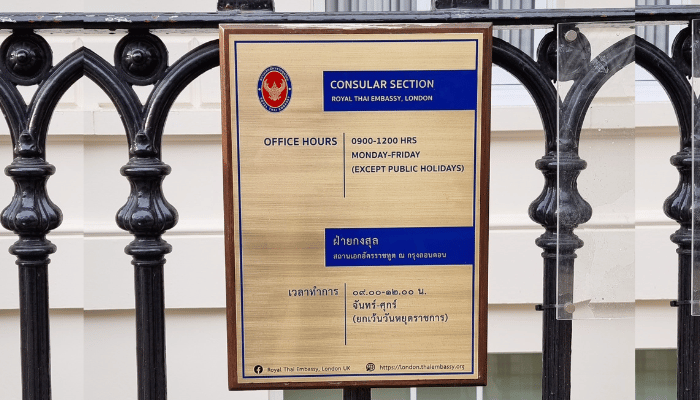 CONSULAR SECTION
ROYAL THAI EMBASSY, LONDON
OFFICE HOURS
0900-1200 HRS
MONDAY-FRIDAY
(EXCEPT PUBLIC HOLIDAYS)
ฝ่ายกงสุล
สถานเอกอัครราชทูต ณ กรุงลอนดอน
เวลาทำการ
๐๙.๐๐-๑๒.๐๐ น.
จันทร์-ศุกร์
(ยกเว้นวันหยุดราชการ)
Royal Thai Embassy, London UK
https://london.thaiembassy.org